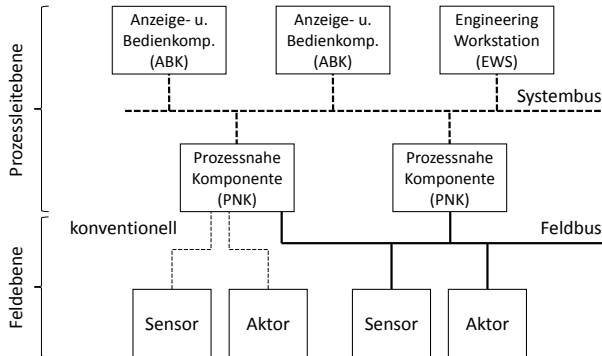 Prozessleitebene
Anzeige- u.
Bedienkomp.
(ABK)
Anzeige- u.
Bedienkomp.
(ABK)
Engineering
Workstation
(EWS)
Systembus
Prozessnahe
Komponente
(PNK)
Prozessnahe
Komponente
(PNK)
Feldebene
konventionell
Feldbus
Sensor
Aktor
Sensor
Aktor